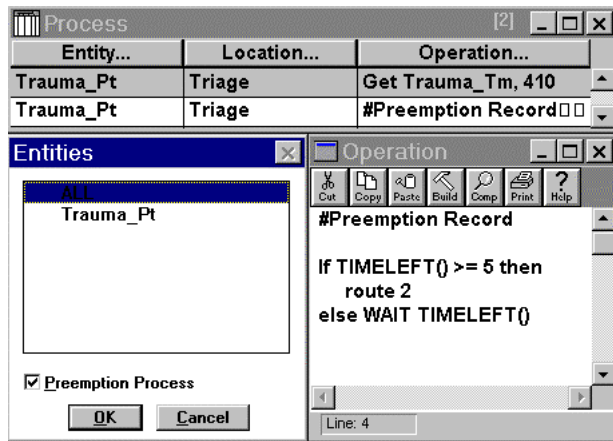 Process [2]
Entity... Location... Operation...
Trauma_Pt Triage Get Trauma_Tm, 410
Trauma_Pt Triage #Preemption Record
Entities
ALL
Trauma_Pt
Preemption Process
OK Cancel
Operation
Cut Copy Paste Build Comp Print Help
#Preemption Record
If TIMELEFT() >= 5 then
route 2
else WAIT TIMELEFT()
Line: 4